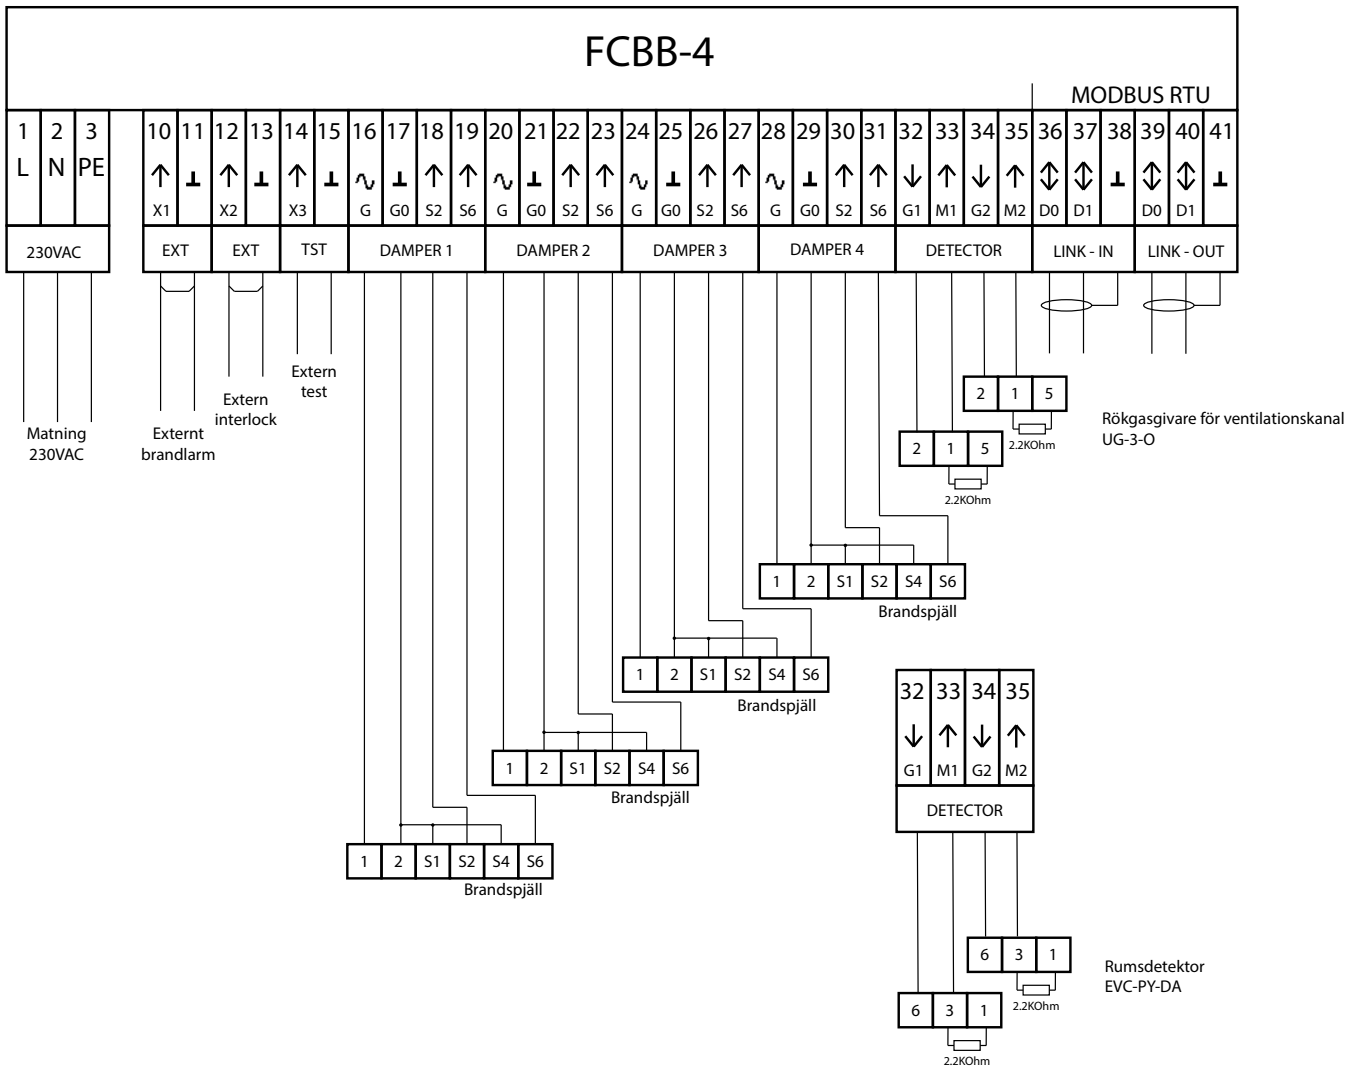 FCBB-4
MODBUS RTU
1 2 3 10 11 12 13 14 15 16 17 18 19 20 21 22 23 24 25 26 27 28 29 30 31 32 33 34 35 36 37 38 39 40 41
L N PE
X1 X2 X3 G G0 S2 S6 G G0 S2 S6 G G0 S2 S6 G G0 S2 S6 G1 M1 G2 M2 D0 D1 D0 D1
230VAC EXT EXT TST DAMPER 1 DAMPER 2 DAMPER 3 DAMPER 4 DETECTOR LINK - IN LINK - OUT
Matning
230VAC
Externt
brandlarm
Extern
interlock
Extern
test
2 1 5
2.2KOhm
Rökgasgivare för ventilationskanal
UG-3-O
2 1 5
2.2KOhm
1 2 S1 S2 S4 S6
Brandspjäll
1 2 S1 S2 S4 S6
Brandspjäll
1 2 S1 S2 S4 S6
Brandspjäll
1 2 S1 S2 S4 S6
Brandspjäll
32 33 34 35
G1 M1 G2 M2
DETECTOR
6 3 1
2.2KOhm
Rumsdetektor
EVC-PY-DA
6 3 1
2.2KOhm